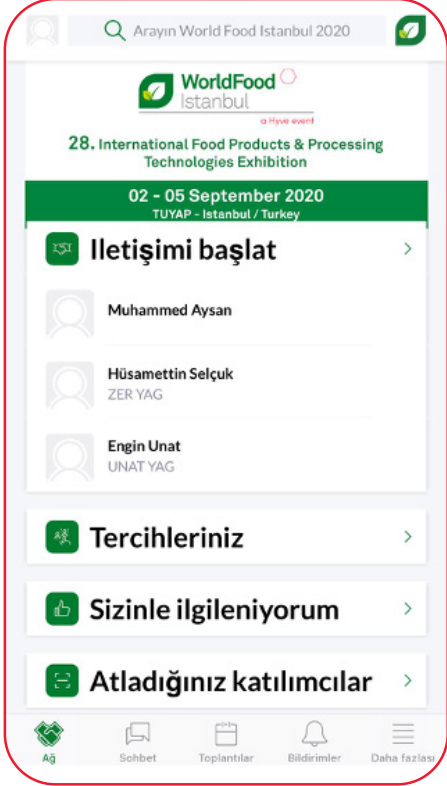 Arayın World Food Istanbul 2020
WorldFood
Istanbul
a Hyve event
28. International Food Products & Processing
Technologies Exhibition
02 - 05 September 2020
TUYAP - Istanbul / Turkey
Iletişimi başlat
Muhammed Aysan
Hüsamettin Selçuk
ZER YAG
Engin Unat
UNAT YAG
Tercihleriniz
Sizinle ilgileniyorum
Atladığınız katılımcılar
Ağ
Sohbet
Toplantılar
Bildirimler
Daha fazlası